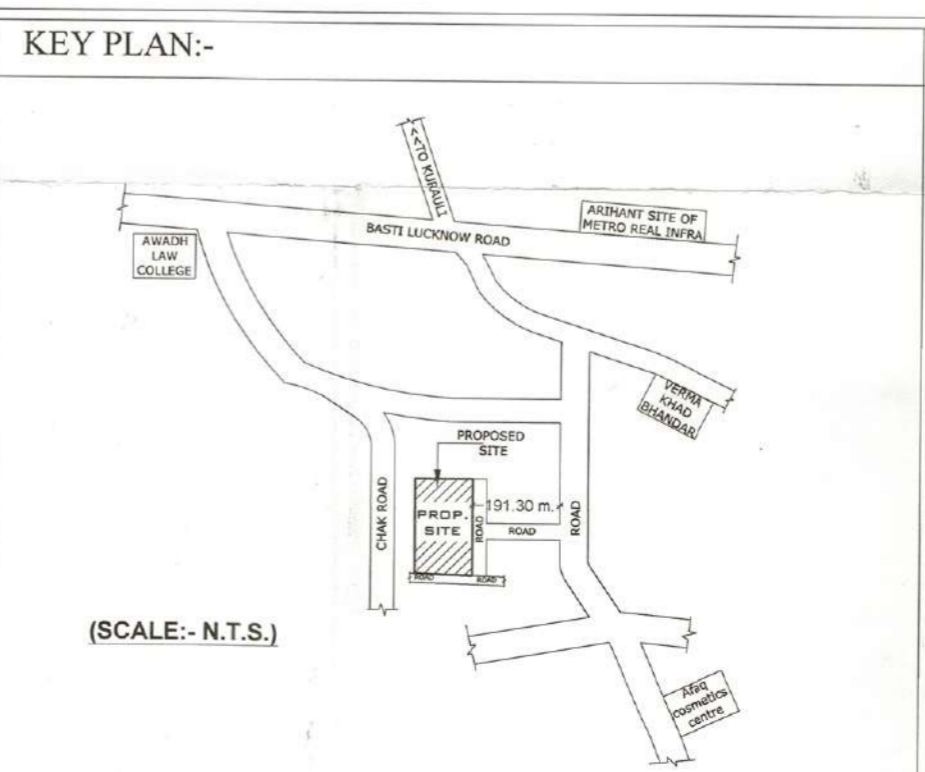 KEY PLAN:-
<<TO KURAULI
ARIHANT SITE OF
METRO REAL INFRA
BASTI LUCKNOW ROAD
AWADH
LAW
COLLEGE
VERMA
KHAD
BHANDAR
PROPOSED
SITE
CHAK ROAD
PROP.
SITE
191.30 m.
ROAD
ROAD
ROAD
ROAD
ROAD
(SCALE:- N.T.S.)
Afaq
cosmetics
centre